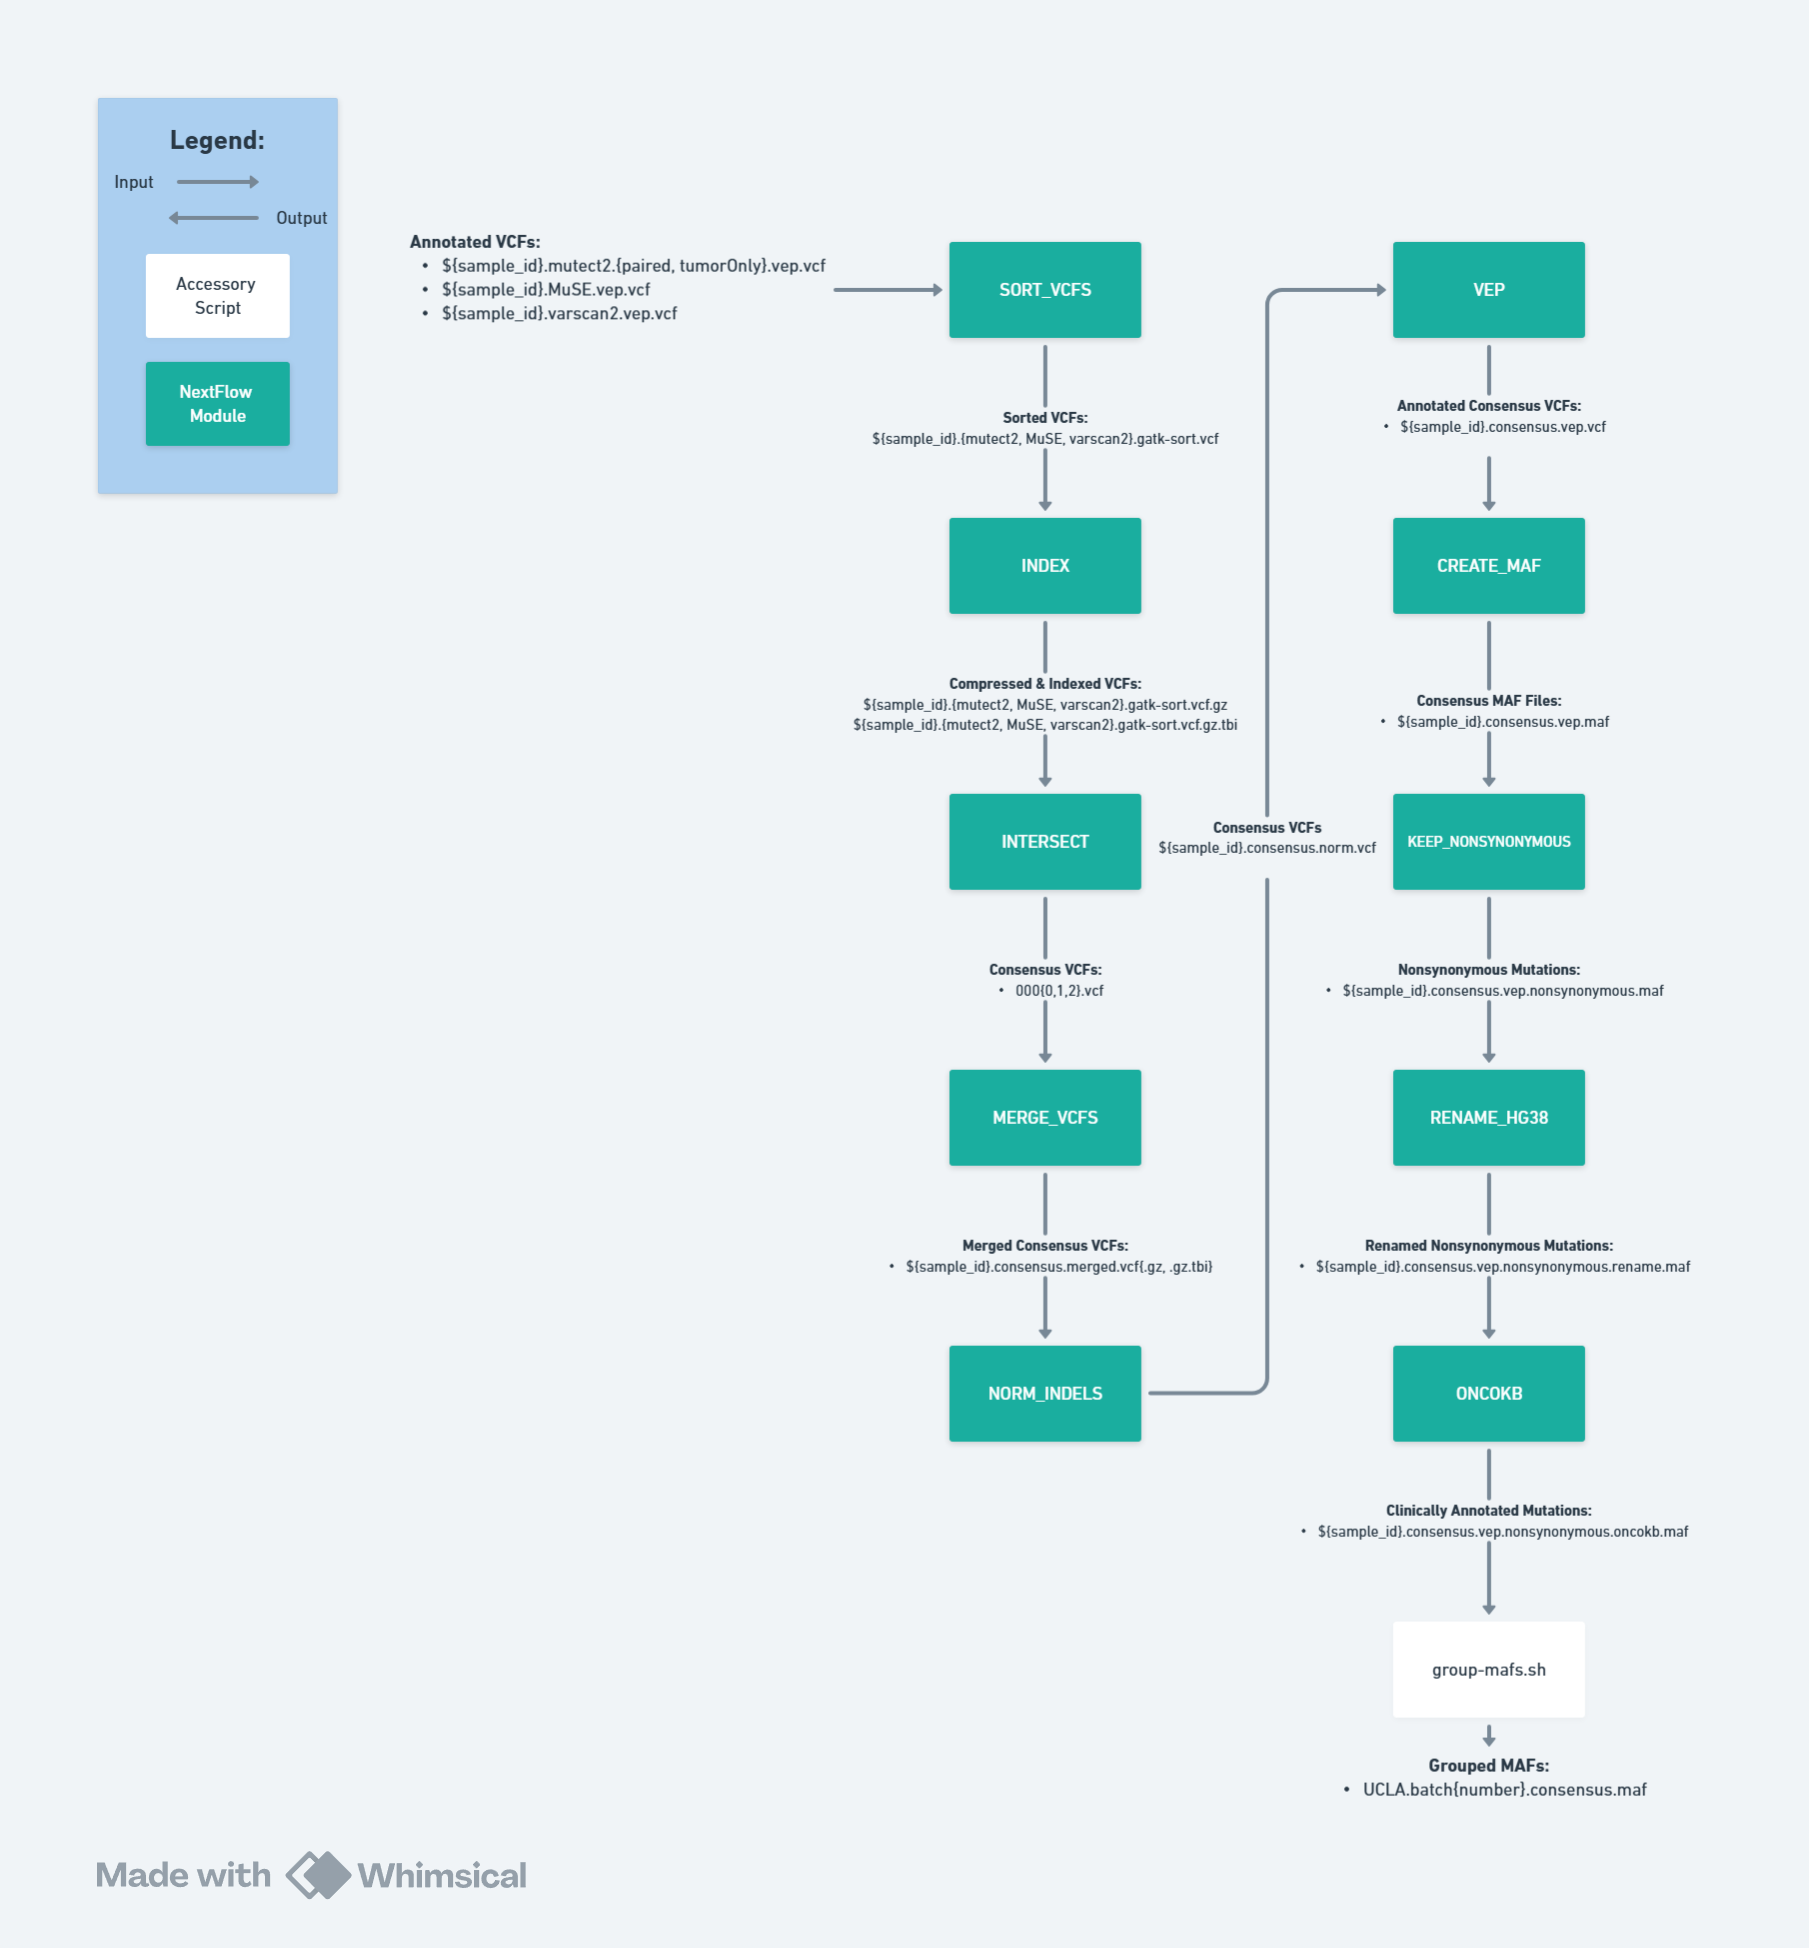 Legend:
Input
Output
Accessory
Script
NextFlow
Module
Annotated VCFs:
• ${sample_id}.mutect2.{paired, tumorOnly}.vep.vcf
• ${sample_id}.MuSE.vep.vcf
• ${sample_id}.varscan2.vep.vcf
SORT_VCFS
Sorted VCFs:
${sample_id}.{mutect2, MuSE, varscan2}.gatk-sort.vcf
INDEX
Compressed & Indexed VCFs:
${sample_id}.{mutect2, MuSE, varscan2}.gatk-sort.vcf.gz
${sample_id}.{mutect2, MuSE, varscan2}.gatk-sort.vcf.gz.tbi
INTERSECT
Consensus VCFs:
• 000{0,1,2}.vcf
MERGE_VCFS
Merged Consensus VCFs:
• ${sample_id}.consensus.merged.vcf{.gz, .gz.tbi}
NORM_INDELS
Consensus VCFs
${sample_id}.consensus.norm.vcf
VEP
Annotated Consensus VCFs:
• ${sample_id}.consensus.vep.vcf
CREATE_MAF
Consensus MAF Files:
• ${sample_id}.consensus.vep.maf
KEEP_NONSYNONYMOUS
Nonsynonymous Mutations:
• ${sample_id}.consensus.vep.nonsynonymous.maf
RENAME_HG38
Renamed Nonsynonymous Mutations:
• ${sample_id}.consensus.vep.nonsynonymous.rename.maf
ONCOKB
Clinically Annotated Mutations:
• ${sample_id}.consensus.vep.nonsynonymous.oncokb.maf
group-mafs.sh
Grouped MAFs:
• UCLA.batch{number}.consensus.maf
Made with Whimsical